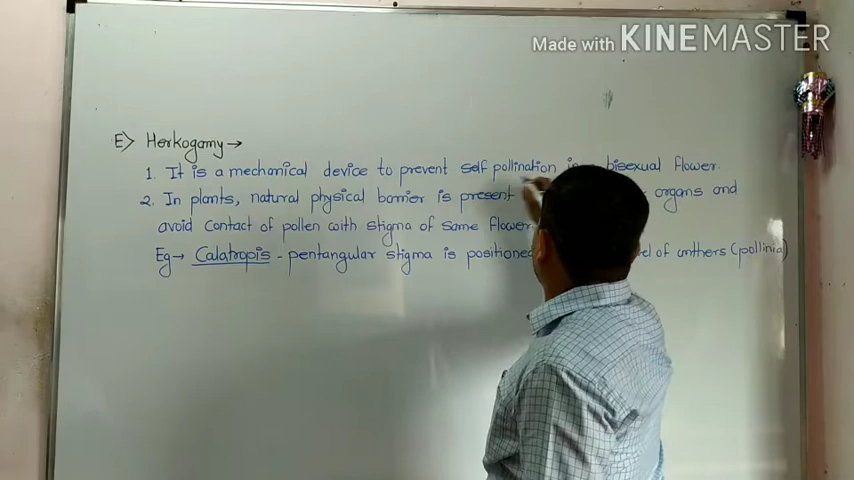 Made with KINEMASTER
E> Herkogamy →
1. It is a mechanical device to prevent self pollination in bisexual flower.
2. In plants, natural physical barrier is present organs and
avoid contact of pollen with stigma of same flower
Eg → Calatropis - pentangular stigma is positioned of anthers (pollinia)